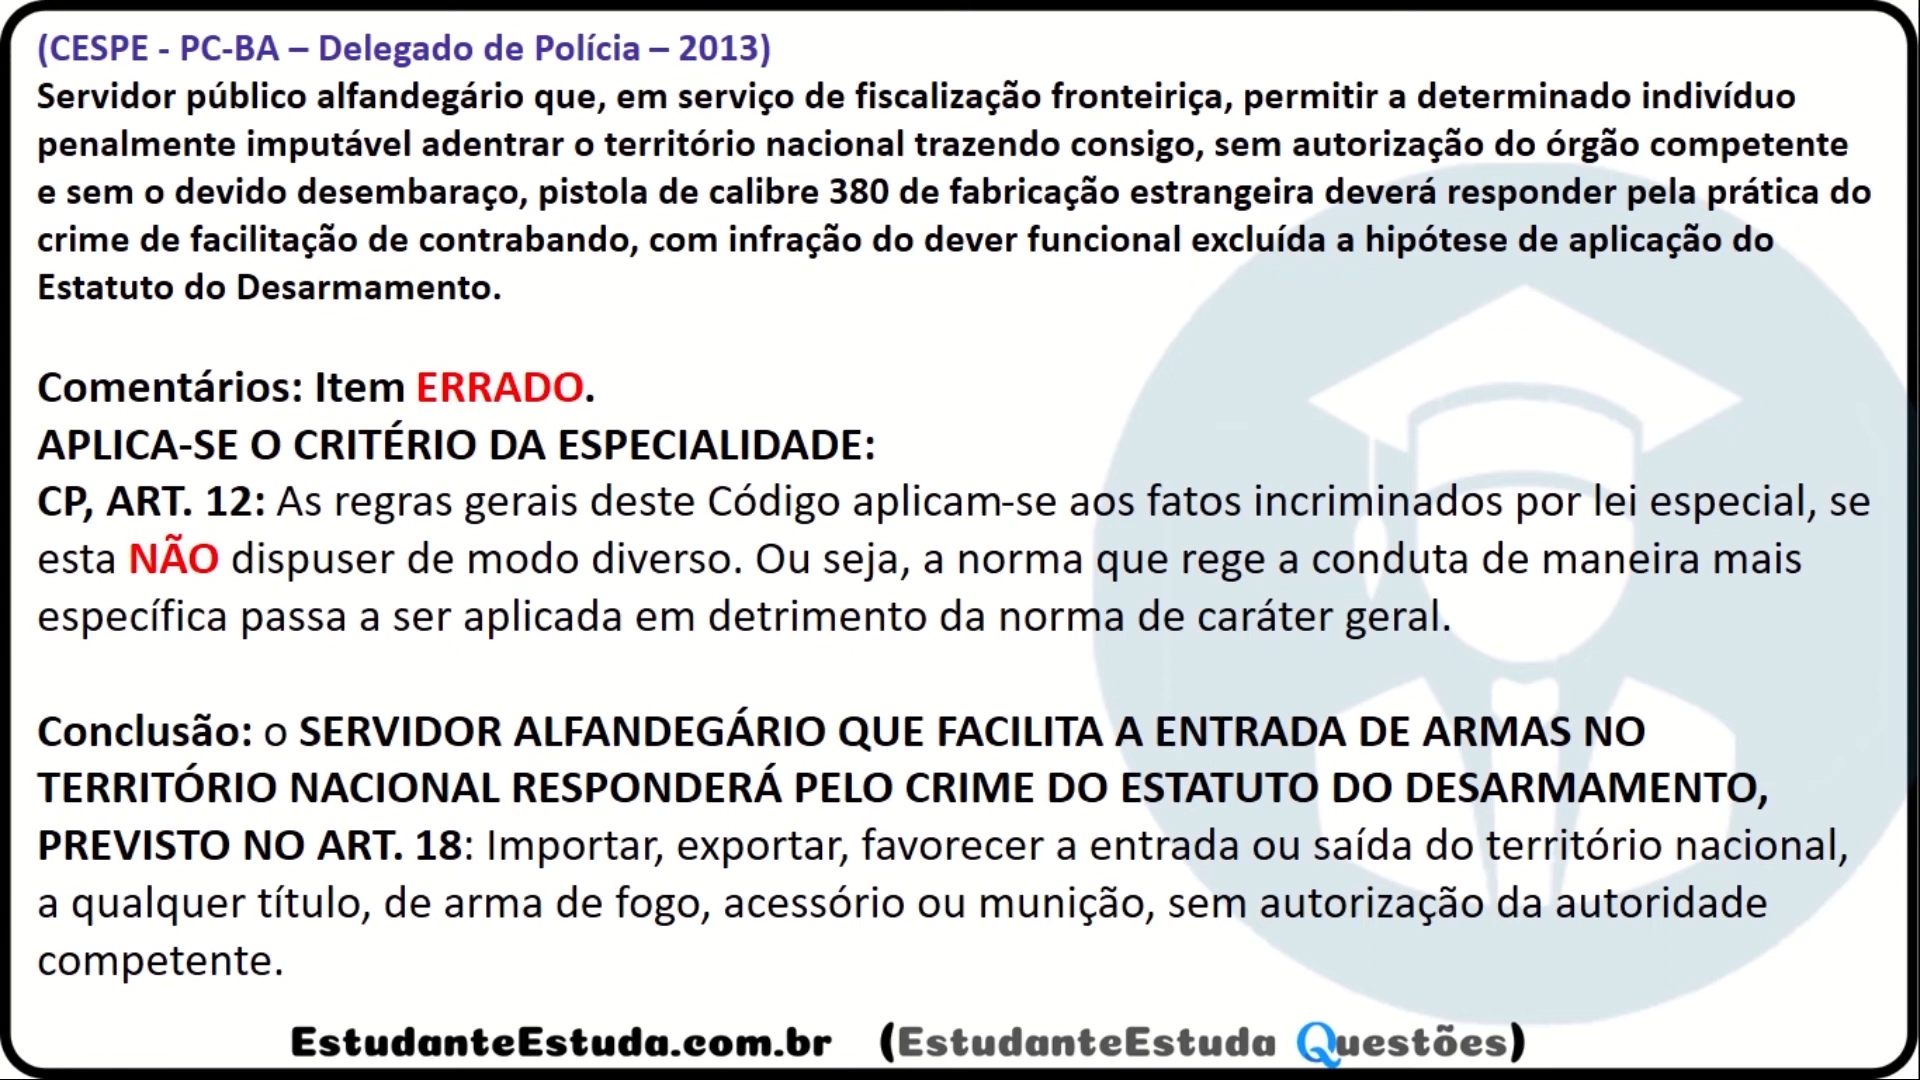 (CESPE - PC-BA – Delegado de Polícia – 2013)
Servidor público alfandegário que, em serviço de fiscalização fronteiriça, permitir a determinado indivíduo
penalmente imputável adentrar o território nacional trazendo consigo, sem autorização do órgão competente
e sem o devido desembaraço, pistola de calibre 380 de fabricação estrangeira deverá responder pela prática do
crime de facilitação de contrabando, com infração do dever funcional excluída a hipótese de aplicação do
Estatuto do Desarmamento.
Comentários: Item ERRADO.
APLICA-SE O CRITÉRIO DA ESPECIALIDADE:
CP, ART. 12: As regras gerais deste Código aplicam-se aos fatos incriminados por lei especial, se
esta NÃO dispuser de modo diverso. Ou seja, a norma que rege a conduta de maneira mais
específica passa a ser aplicada em detrimento da norma de caráter geral.
Conclusão: o SERVIDOR ALFANDEGÁRIO QUE FACILITA A ENTRADA DE ARMAS NO
TERRITÓRIO NACIONAL RESPONDERÁ PELO CRIME DO ESTATUTO DO DESARMAMENTO,
PREVISTO NO ART. 18: Importar, exportar, favorecer a entrada ou saída do território nacional,
a qualquer título, de arma de fogo, acessório ou munição, sem autorização da autoridade
competente.
EstudanteEstuda.com.br (EstudanteEstuda Questões)